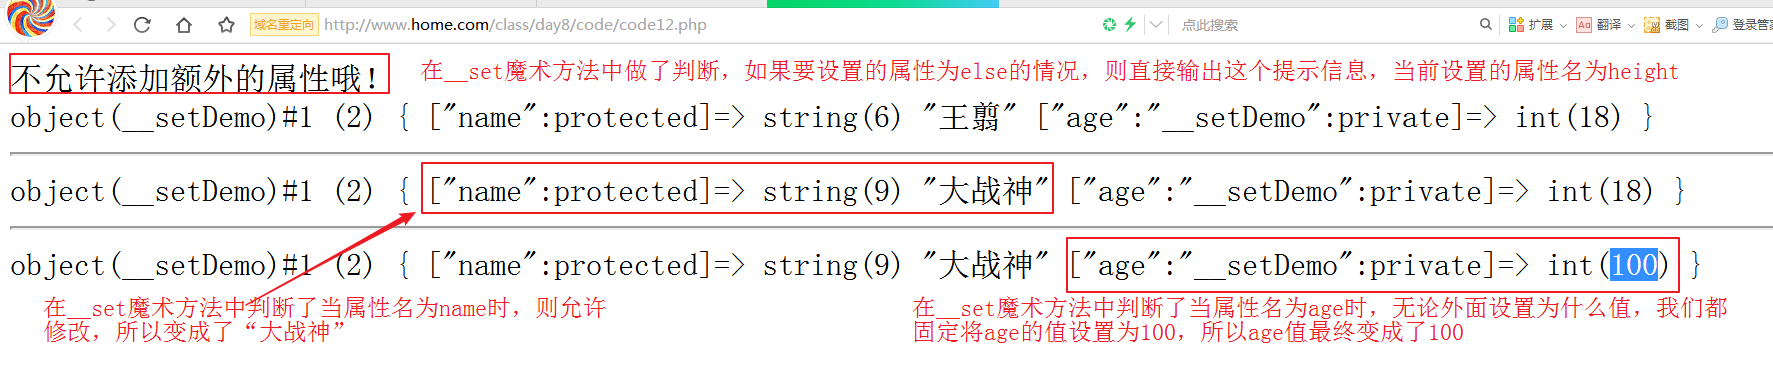 域名重定向 http://www.home.com/class/day8/code/code12.php 点此搜索 扩展 Aa 翻译 截图 登录管家
不允许添加额外的属性哦！ 在__set魔术方法中做了判断，如果要设置的属性为else的情况，则直接输出这个提示信息，当前设置的属性名为height
object(__setDemo)#1 (2) { ["name":protected]=> string(6) "王翦" ["age":"__setDemo":private]=> int(18) }
object(__setDemo)#1 (2) { ["name":protected]=> string(9) "大战神" ["age":"__setDemo":private]=> int(18) }
object(__setDemo)#1 (2) { ["name":protected]=> string(9) "大战神" ["age":"__setDemo":private]=> int(100) }
在__set魔术方法中判断了当属性名为name时，则允许
修改，所以变成了“大战神”
在__set魔术方法中判断了当属性名为age时，无论外面设置为什么值，我们都
固定将age的值设置为100，所以age值最终变成了100